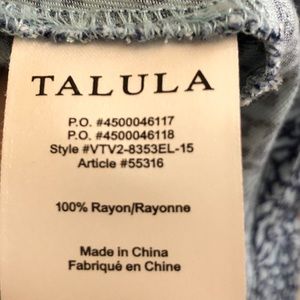 TALULA
P.O. #4500046117
P.O. #4500046118
Style #VTV2-8353EL-15
Article #55316
100% Rayon/Rayonne
Made in China
Fabriqué en Chine